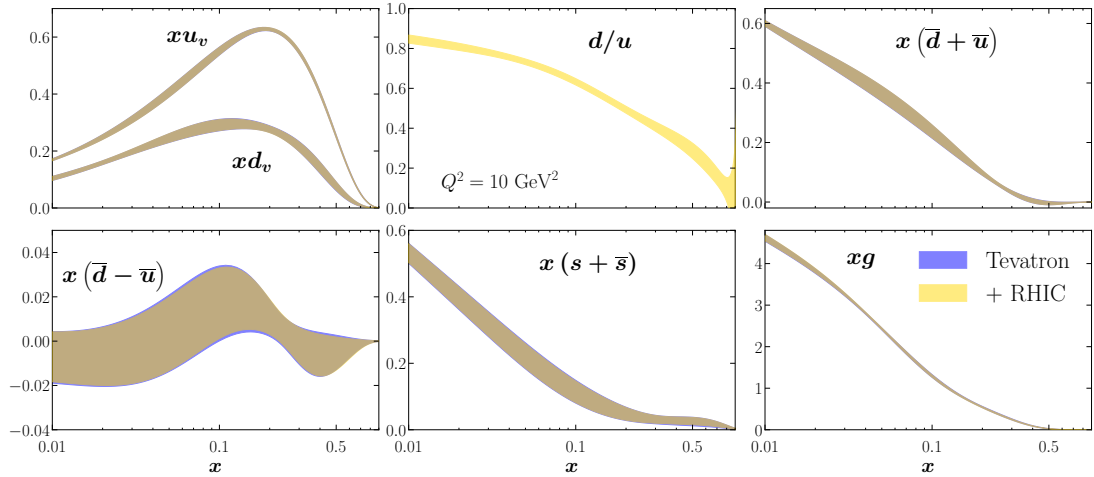 0.6
0.4
0.2
0.0
xu_v
xd_v
1.0
0.8
0.6
0.4
0.2
0.0
d/u
Q² = 10 GeV²
0.6
0.4
0.2
0.0
x (d̅ + u̅)
0.04
0.02
0.00
−0.02
−0.04
x (d̅ − u̅)
0.01
0.1
0.5
x
0.6
0.4
0.2
0.0
x (s + s̅)
0.01
0.1
0.5
x
4
3
2
1
0
xg
Tevatron
+ RHIC
0.01
0.1
0.5
x